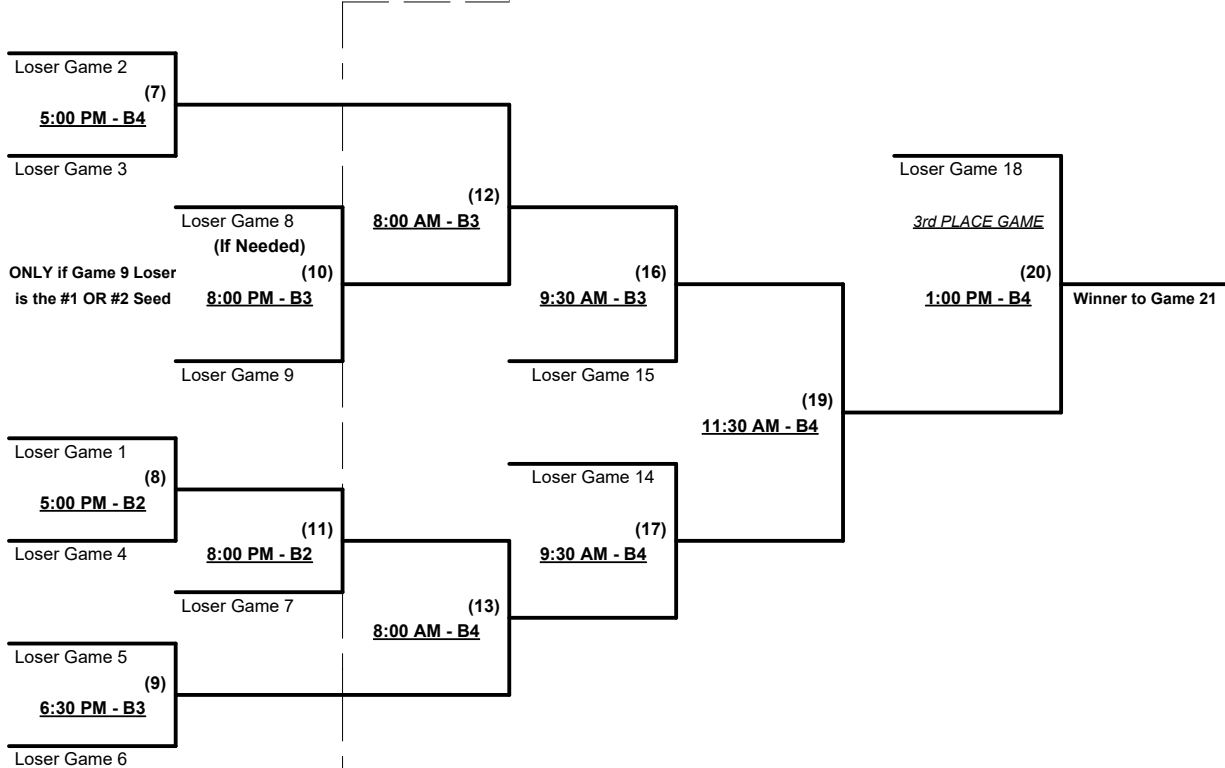 Loser Game 2
(7)
5:00 PM - B4
Loser Game 3
(12)
8:00 AM - B3
Loser Game 18
3rd PLACE GAME
(20)
1:00 PM - B4
Winner to Game 21
Loser Game 8
(If Needed)
ONLY if Game 9 Loser
is the #1 OR #2 Seed
(10)
8:00 PM - B3
Loser Game 9
(16)
9:30 AM - B3
Loser Game 15
(19)
11:30 AM - B4
Loser Game 1
(8)
5:00 PM - B2
Loser Game 4
(11)
8:00 PM - B2
Loser Game 7
Loser Game 14
(17)
9:30 AM - B4
(13)
8:00 AM - B4
Loser Game 5
(9)
6:30 PM - B3
Loser Game 6